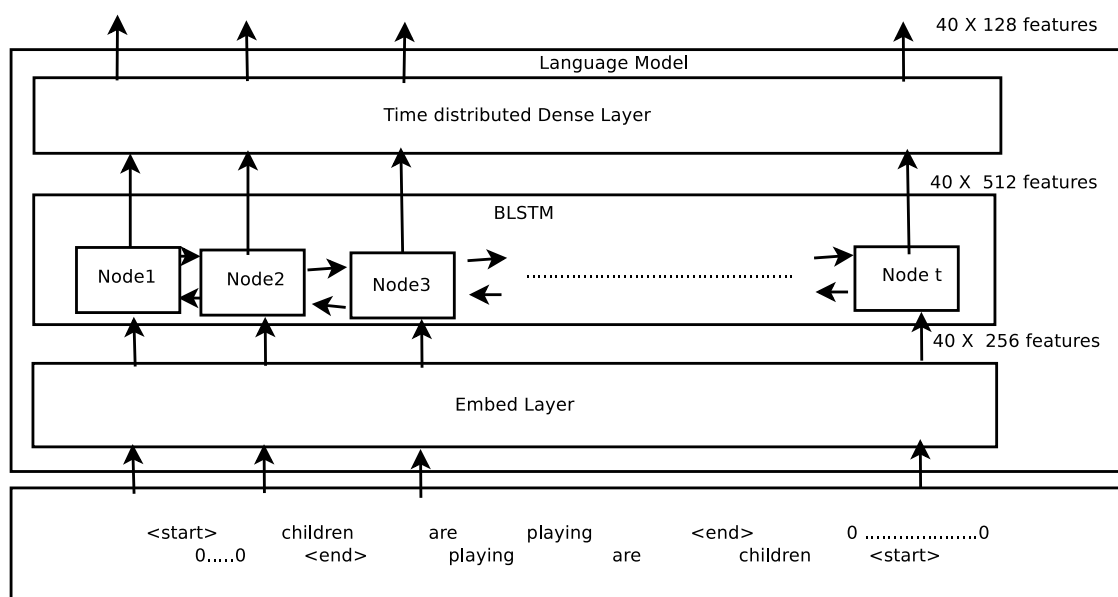 40 X 128 features
Language Model
Time distributed Dense Layer
40 X 512 features
BLSTM
Node1 Node2 Node3 ........................................ Node t
40 X 256 features
Embed Layer
<start> children are playing <end> 0 ...................0
0.....0 <end> playing are children <start>